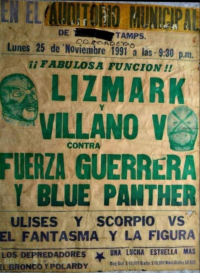 EN EL AUDITORIO MUNICIPAL
DE TAMPS.
Lunes 25 de Noviembre 1991 a las 9:30 p.m.
¡¡FABULOSA FUNCION!!
LIZMARK
Y
VILLANO V
CONTRA
FUERZA GUERRERA
Y BLUE PANTHER
ULISES Y SCORPIO VS
EL FANTASMA Y LA FIGURA
LOS DEPREDADORES
EL BRONCO Y POLARDY
★ UNA LUCHA ESTRELLA MAS